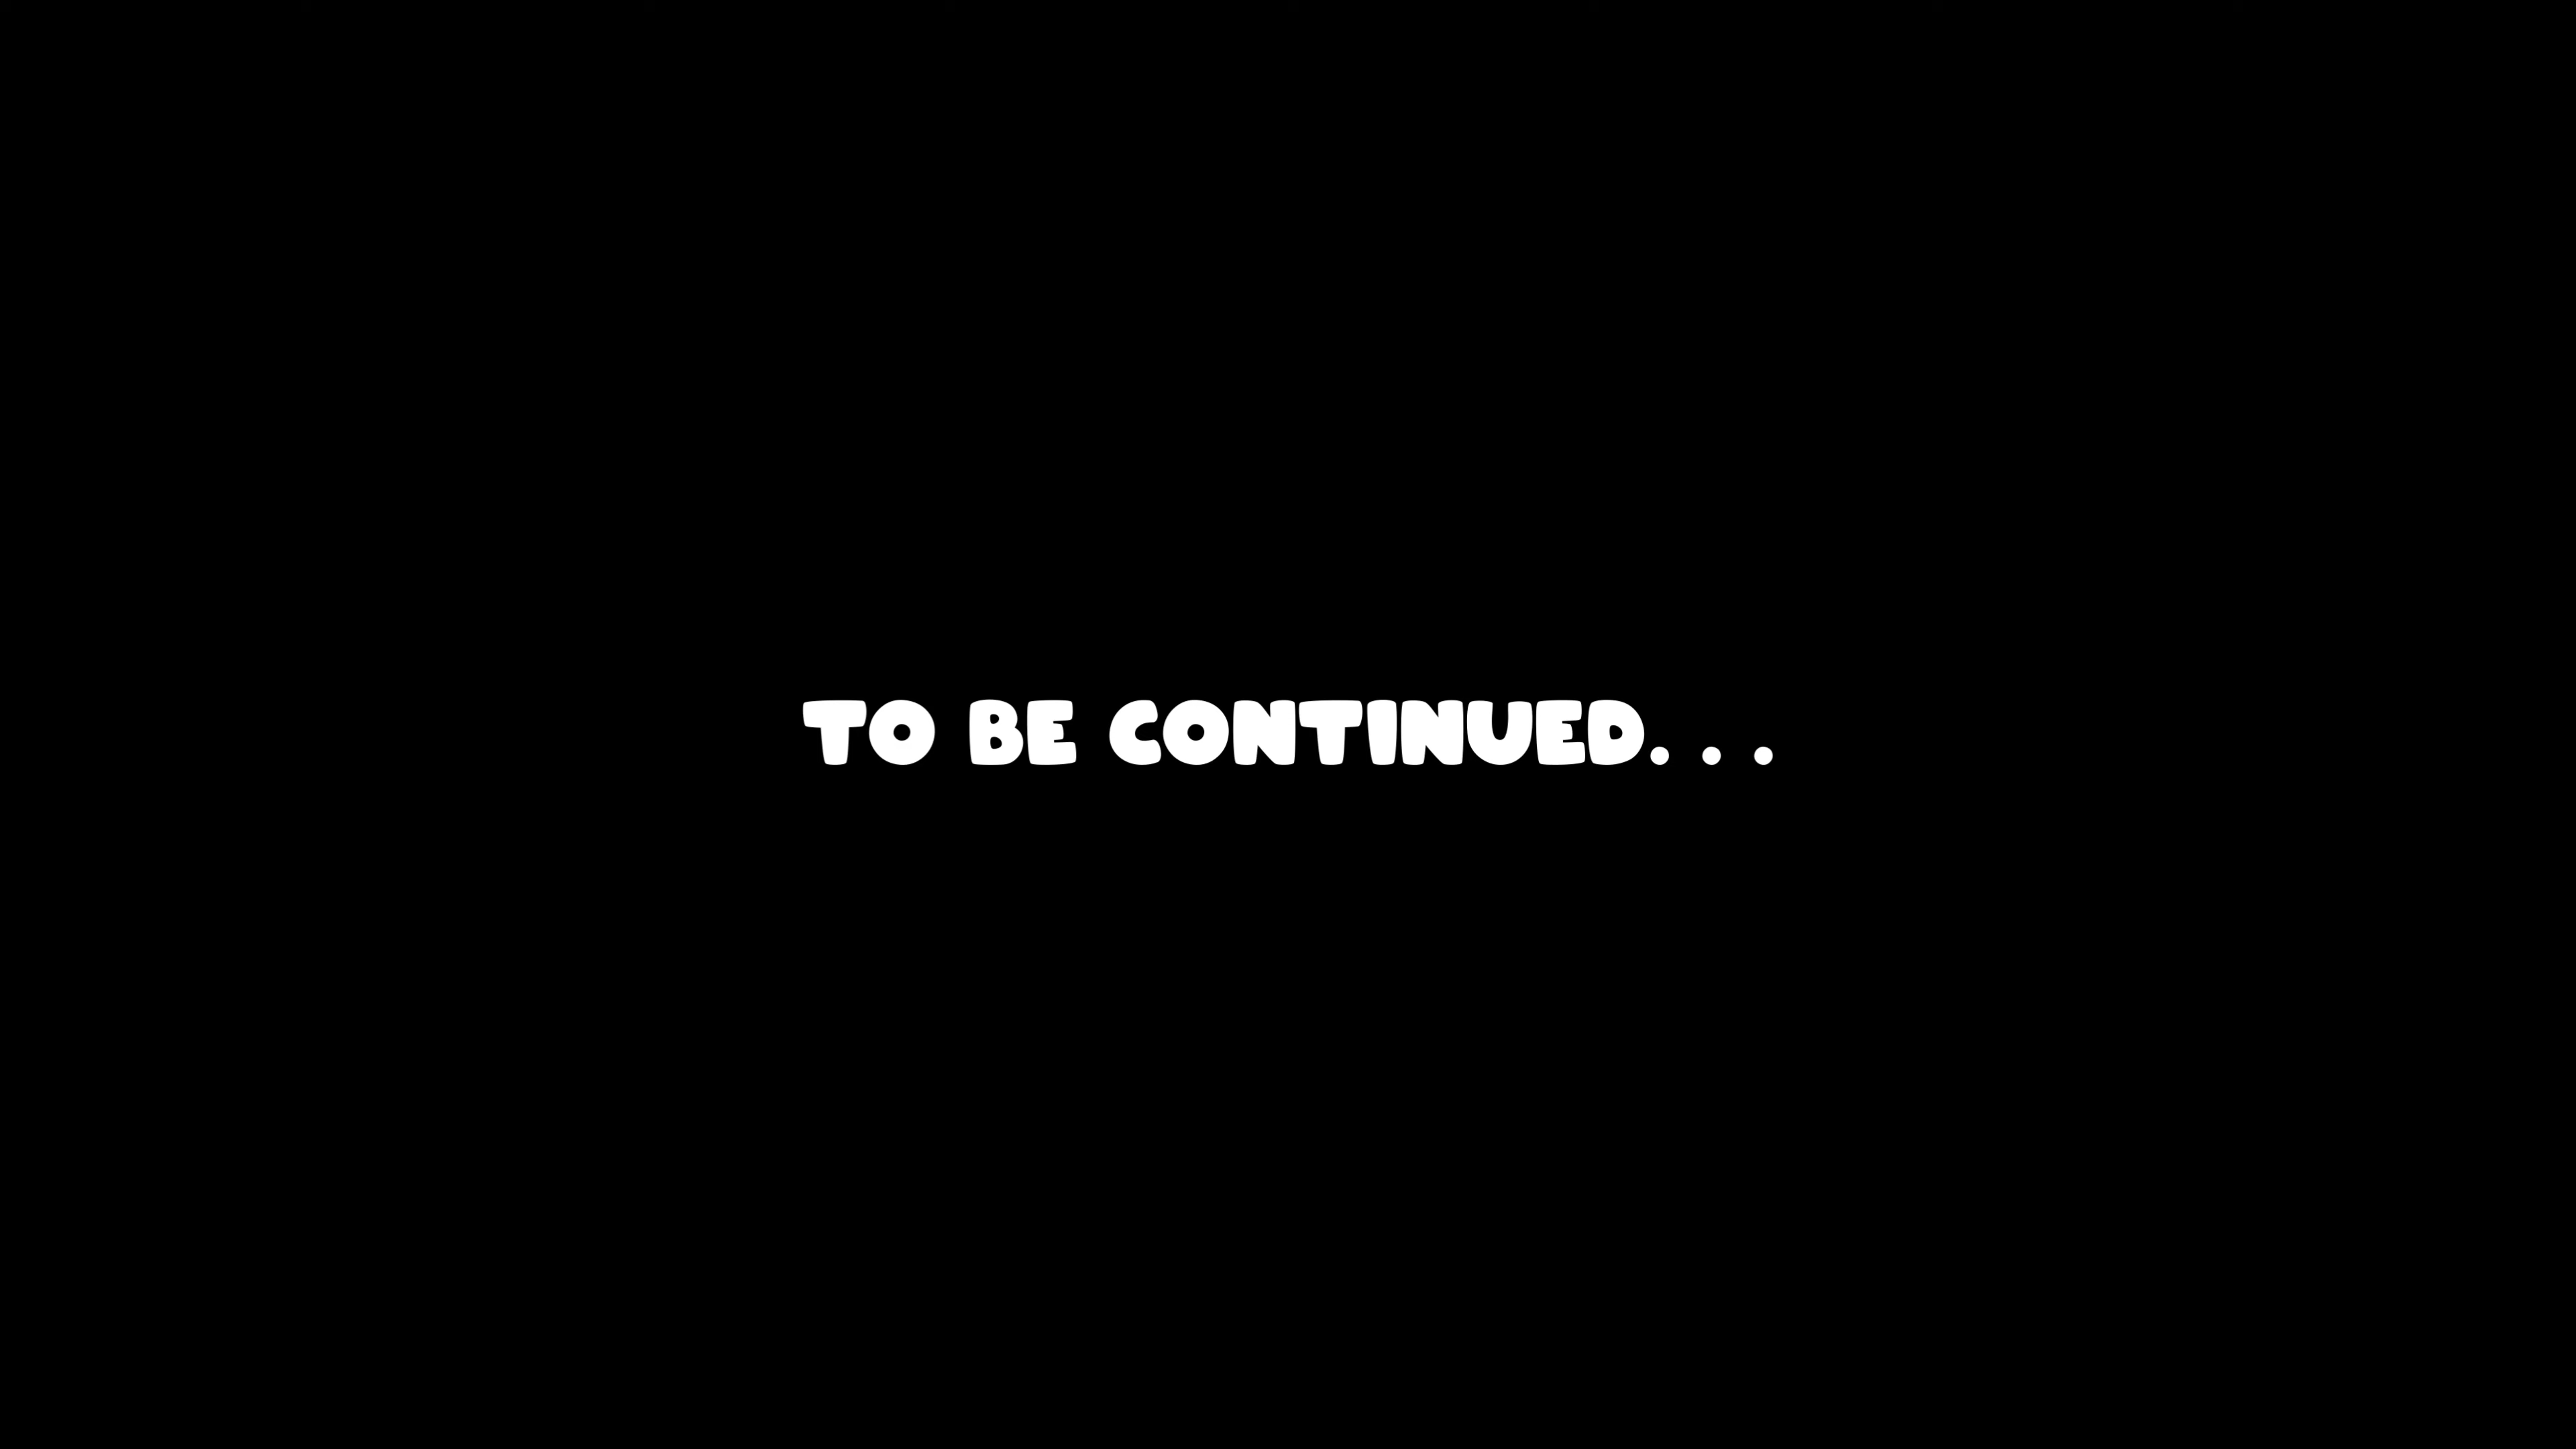 TO BE CONTINUED. . .